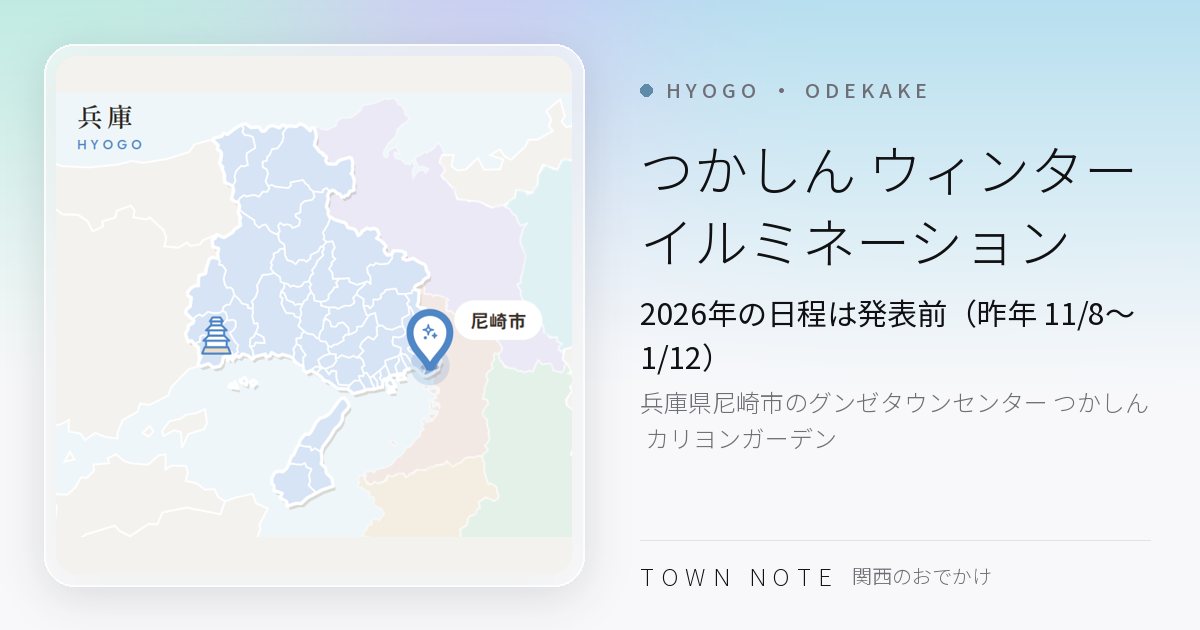 兵庫
HYOGO
尼崎市
HYOGO • ODEKAKE
つかしん ウィンター
イルミネーション
2026年の日程は発表前（昨年 11/8〜
1/12）
兵庫県尼崎市のグンゼタウンセンター つかしん
カリヨンガーデン
TOWN NOTE 関西のおでかけ